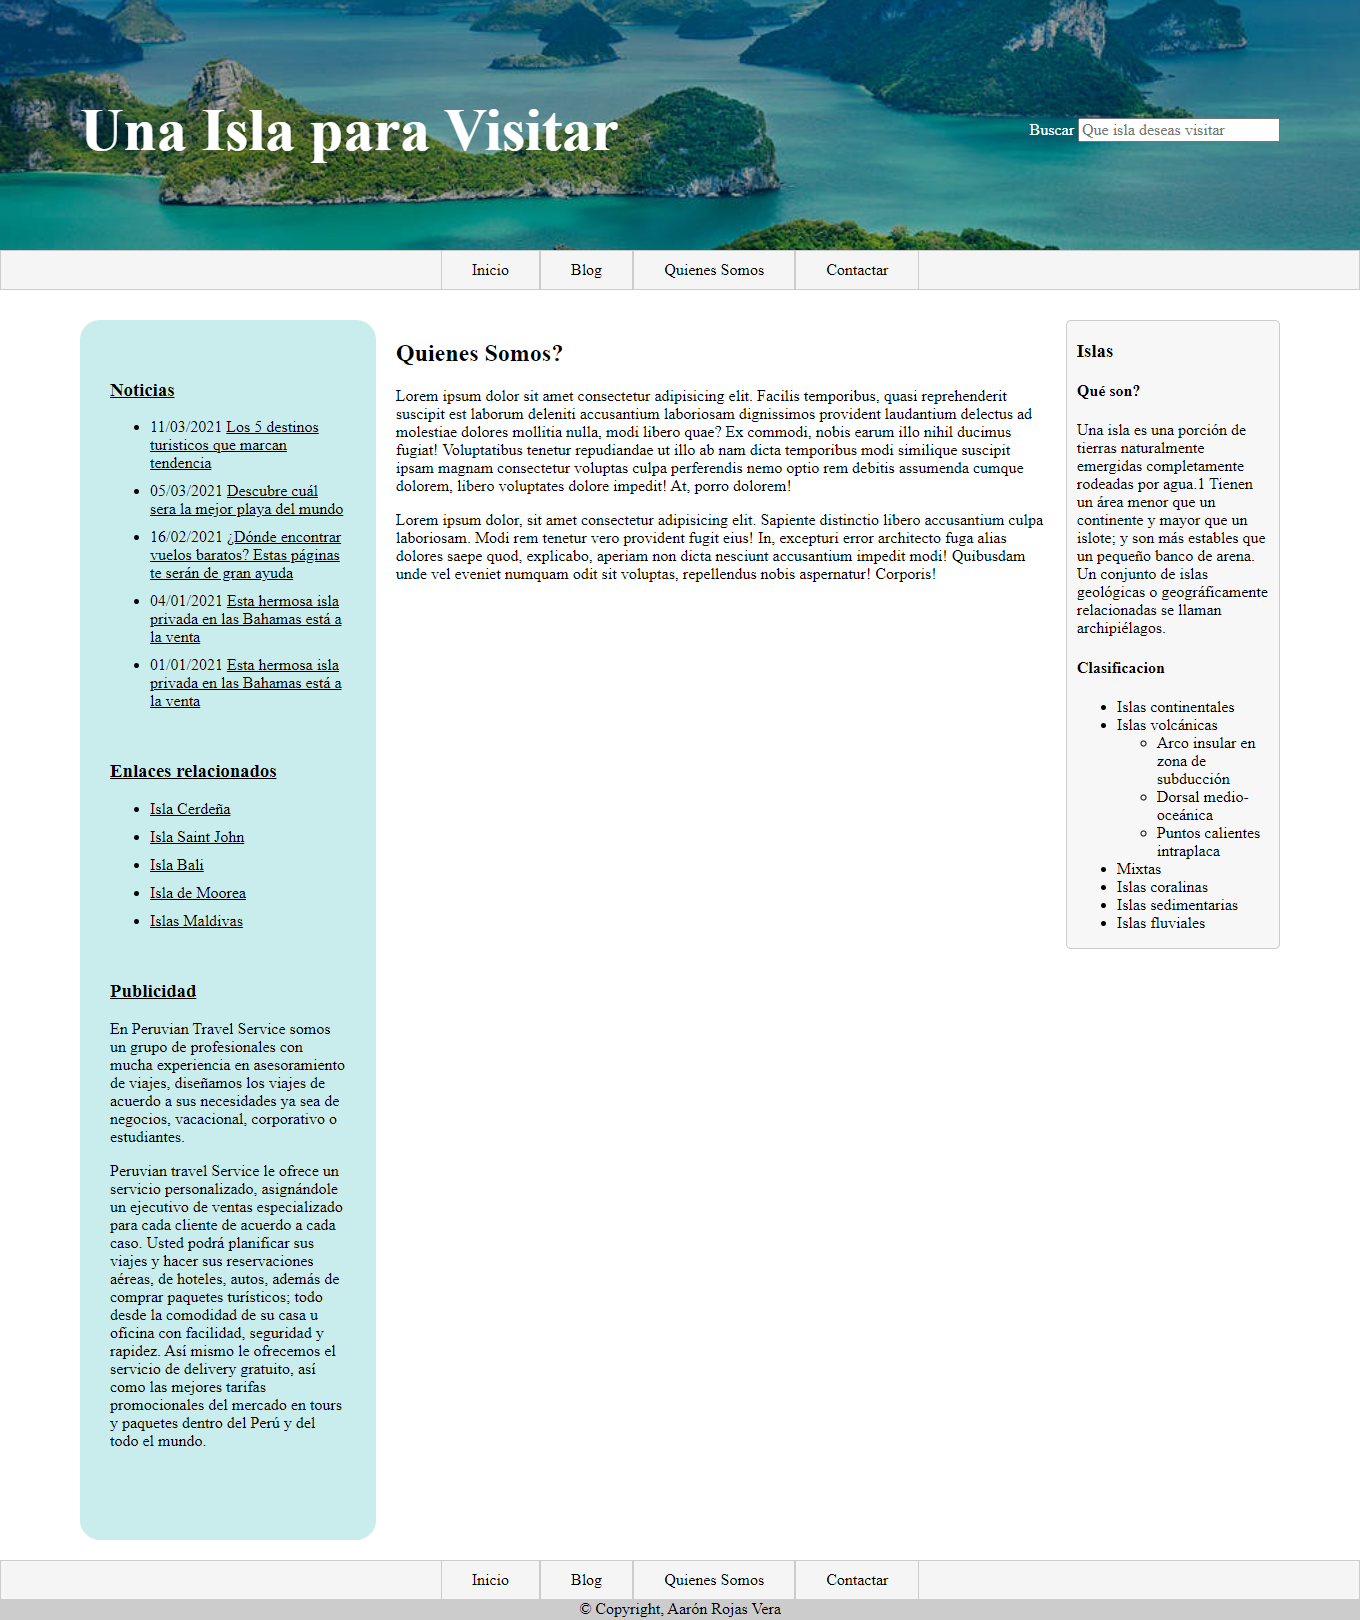 Una Isla para Visitar
Buscar Que isla deseas visitar
Inicio Blog Quienes Somos Contactar
Noticias
11/03/2021 Los 5 destinos
turisticos que marcan
tendencia
05/03/2021 Descubre cuál
sera la mejor playa del mundo
16/02/2021 ¿Dónde encontrar
vuelos baratos? Estas páginas
te serán de gran ayuda
04/01/2021 Esta hermosa isla
privada en las Bahamas está a
la venta
01/01/2021 Esta hermosa isla
privada en las Bahamas está a
la venta
Enlaces relacionados
Isla Cerdeña
Isla Saint John
Isla Bali
Isla de Moorea
Islas Maldivas
Publicidad
En Peruvian Travel Service somos
un grupo de profesionales con
mucha experiencia en asesoramiento
de viajes, diseñamos los viajes de
acuerdo a sus necesidades ya sea de
negocios, vacacional, corporativo o
estudiantes.
Peruvian travel Service le ofrece un
servicio personalizado, asignándole
un ejecutivo de ventas especializado
para cada cliente de acuerdo a cada
caso. Usted podrá planificar sus
viajes y hacer sus reservaciones
aéreas, de hoteles, autos, además de
comprar paquetes turísticos; todo
desde la comodidad de su casa u
oficina con facilidad, seguridad y
rapidez. Así mismo le ofrecemos el
servicio de delivery gratuito, así
como las mejores tarifas
promocionales del mercado en tours
y paquetes dentro del Perú y del
todo el mundo.
Quienes Somos?
Lorem ipsum dolor sit amet consectetur adipisicing elit. Facilis temporibus, quasi reprehenderit
suscipit est laborum deleniti accusantium laboriosam dignissimos provident laudantium delectus ad
molestiae dolores mollitia nulla, modi libero quae? Ex commodi, nobis earum illo nihil ducimus
fugiat! Voluptatibus tenetur repudiandae ut illo ab nam dicta temporibus modi similique suscipit
ipsam magnam consectetur voluptas culpa perferendis nemo optio rem debitis assumenda cumque
dolorem, libero voluptates dolore impedit! At, porro dolorem!
Lorem ipsum dolor, sit amet consectetur adipisicing elit. Sapiente distinctio libero accusantium culpa
laboriosam. Modi rem tenetur vero provident fugit eius! In, excepturi error architecto fuga alias
dolores saepe quod, explicabo, aperiam non dicta nesciunt accusantium impedit modi! Quibusdam
unde vel eveniet numquam odit sit voluptas, repellendus nobis aspernatur! Corporis!
Islas
Qué son?
Una isla es una porción de
tierras naturalmente
emergidas completamente
rodeadas por agua.1 Tienen
un área menor que un
continente y mayor que un
islote; y son más estables que
un pequeño banco de arena.
Un conjunto de islas
geológicas o geográficamente
relacionadas se llaman
archipiélagos.
Clasificacion
Islas continentales
Islas volcánicas
Arco insular en
zona de
subducción
Dorsal medio-
oceánica
Puntos calientes
intraplaca
Mixtas
Islas coralinas
Islas sedimentarias
Islas fluviales
Inicio Blog Quienes Somos Contactar
© Copyright, Aarón Rojas Vera